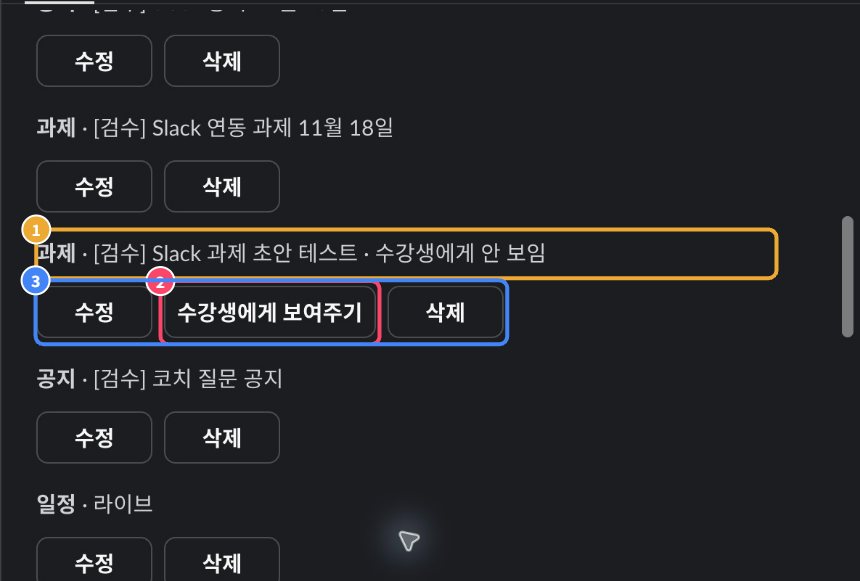 수정 삭제
과제 · [검수] Slack 연동 과제 11월 18일
수정 삭제
1
과제 · [검수] Slack 과제 초안 테스트 · 수강생에게 안 보임
3 2
수정 수강생에게 보여주기 삭제
공지 · [검수] 코치 질문 공지
수정 삭제
일정 · 라이브
수정 삭제